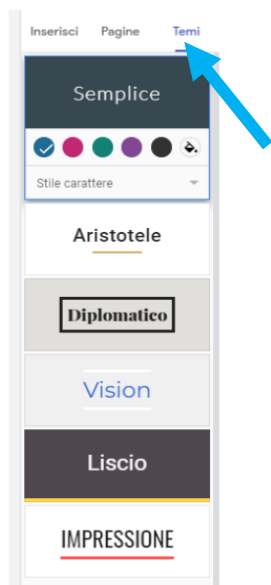 Inserisci Pagine Temi
Semplice
Stile carattere
Aristotele
Diplomatico
Vision
Liscio
IMPRESSIONE